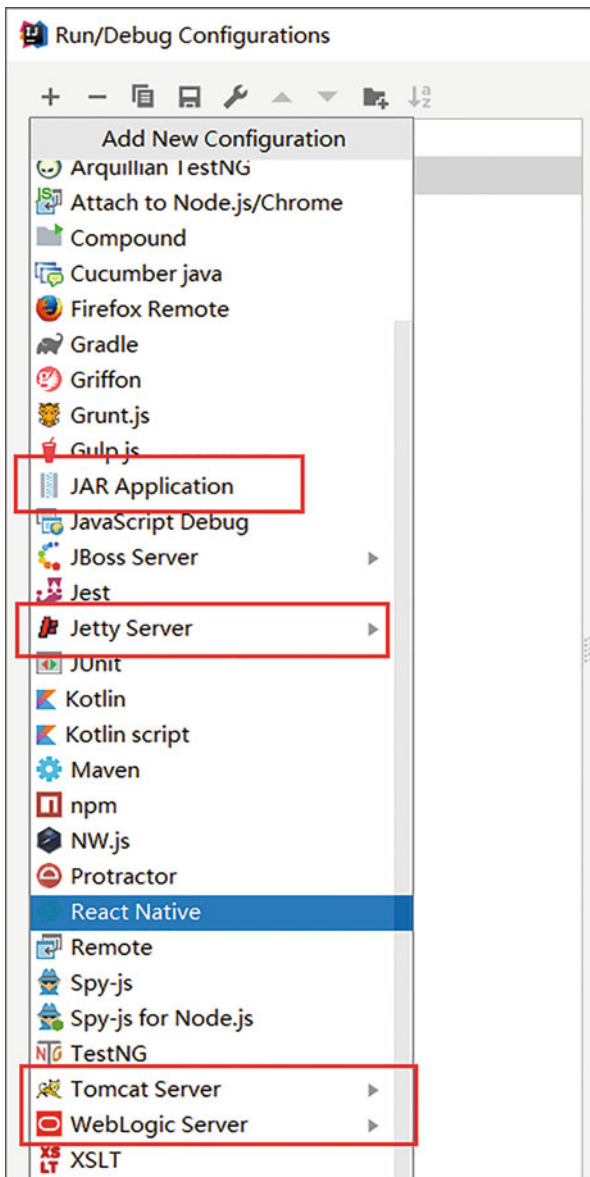 Run/Debug Configurations
Add New Configuration
Arquillian TestNG
Attach to Node.js/Chrome
Compound
Cucumber java
Firefox Remote
Gradle
Griffon
Grunt.js
Gulp.js
JAR Application
JavaScript Debug
JBoss Server
Jest
Jetty Server
JUnit
Kotlin
Kotlin script
Maven
npm
NW.js
Protractor
React Native
Remote
Spy-js
Spy-js for Node.js
TestNG
Tomcat Server
WebLogic Server
XSLT